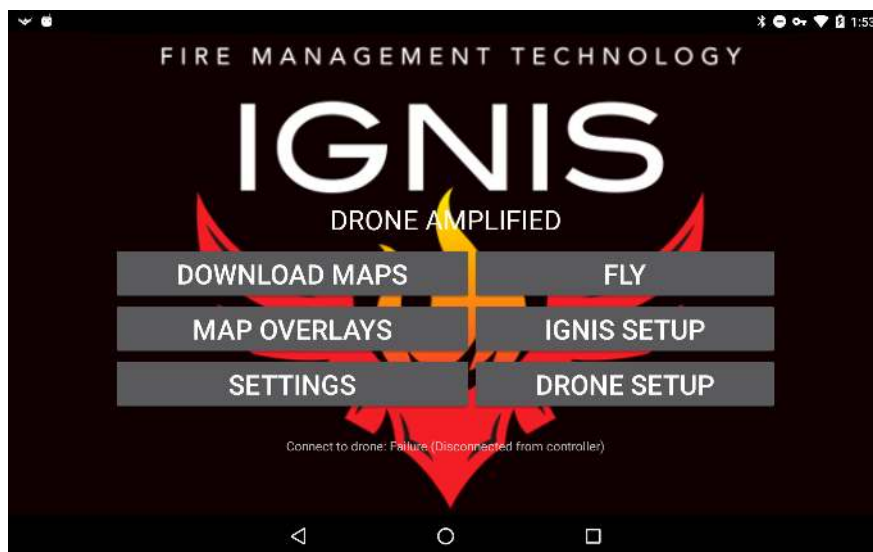 1:53
FIRE MANAGEMENT TECHNOLOGY
IGNIS
DRONE AMPLIFIED
DOWNLOAD MAPS
FLY
MAP OVERLAYS
IGNIS SETUP
SETTINGS
DRONE SETUP
Connect to drone: Failure (Disconnected from controller)